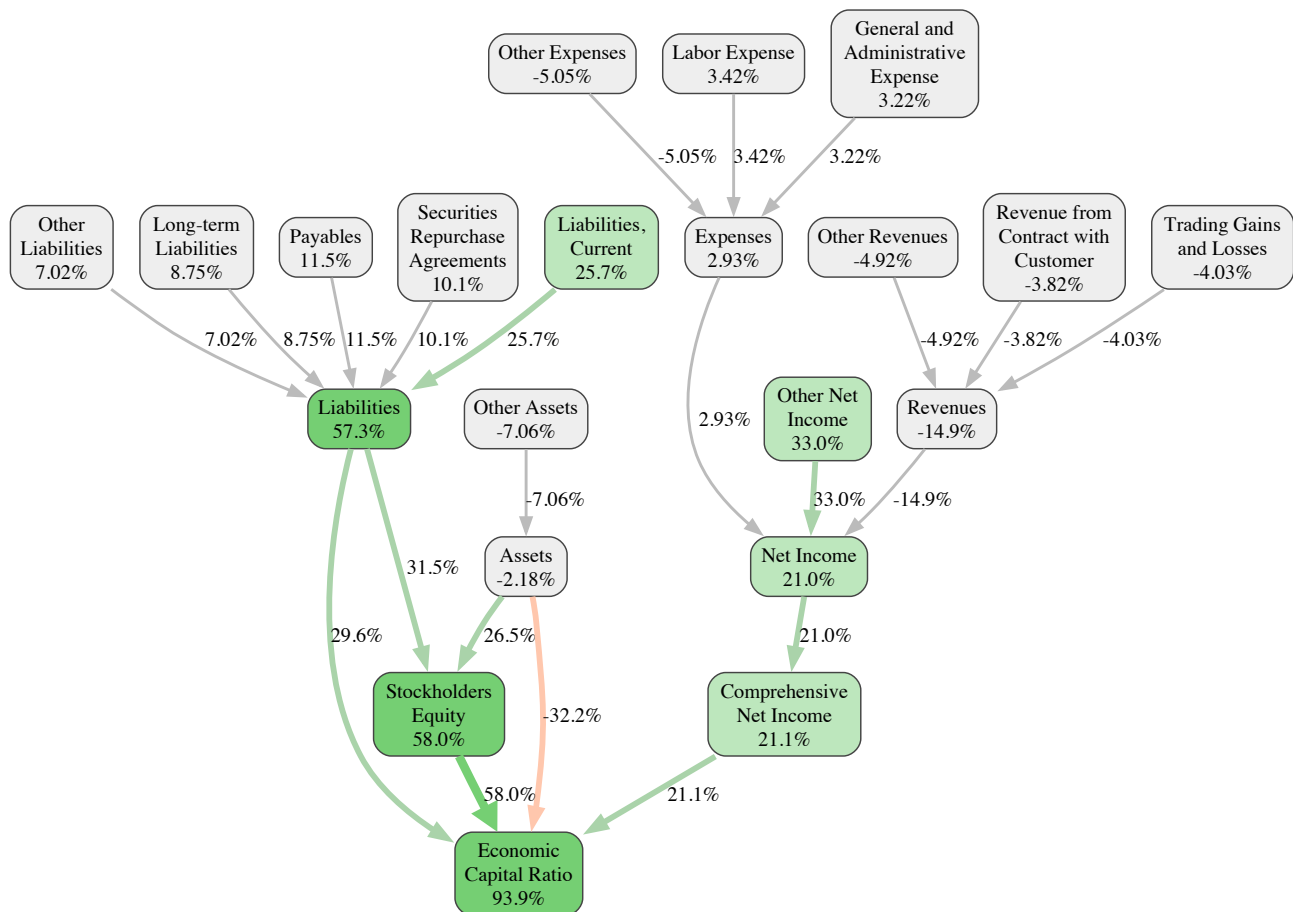 General and
Administrative
Expense
3.22%
Other Expenses
-5.05%
Labor Expense
3.42%
-5.05%
3.42%
3.22%
Other
Liabilities
7.02%
Long-term
Liabilities
8.75%
Payables
11.5%
Securities
Repurchase
Agreements
10.1%
Liabilities,
Current
25.7%
Expenses
2.93%
Other Revenues
-4.92%
Revenue from
Contract with
Customer
-3.82%
Trading Gains
and Losses
-4.03%
7.02%
8.75%
11.5%
10.1%
25.7%
-4.92%
-3.82%
-4.03%
Liabilities
57.3%
Other Assets
-7.06%
2.93%
Other Net
Income
33.0%
Revenues
-14.9%
-7.06%
33.0%
-14.9%
Assets
-2.18%
Net Income
21.0%
31.5%
29.6%
26.5%
21.0%
Stockholders
Equity
58.0%
-32.2%
Comprehensive
Net Income
21.1%
58.0%
21.1%
Economic
Capital Ratio
93.9%